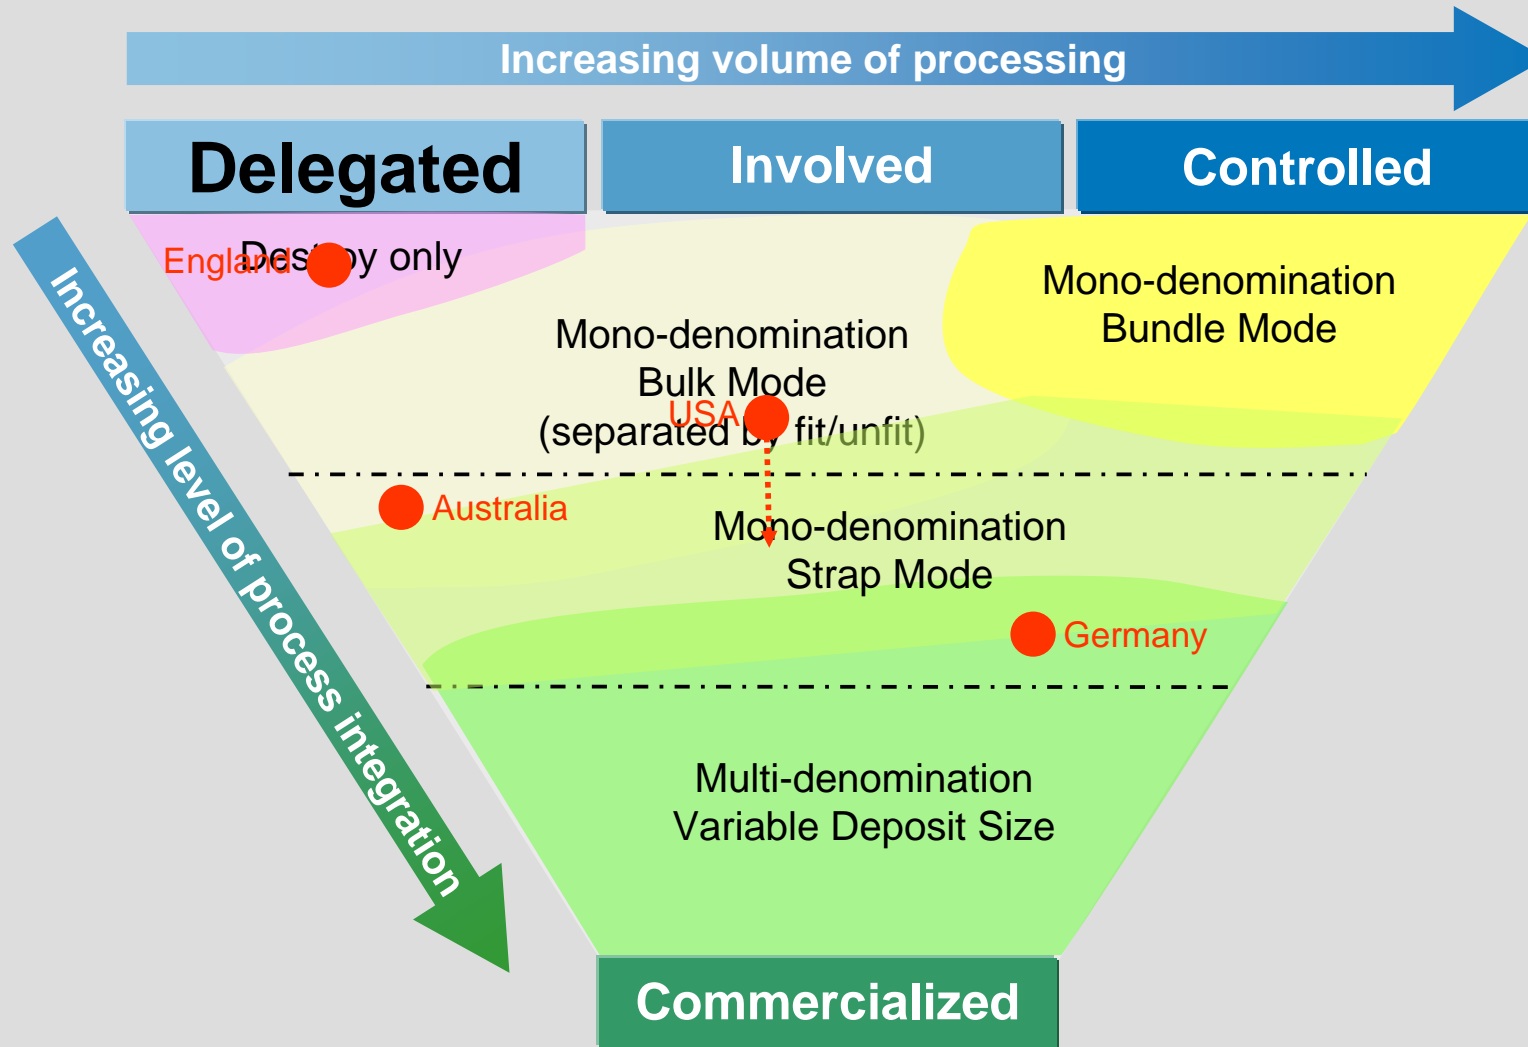 Increasing volume of processing
Delegated
Involved
Controlled
England
Destroy only
Mono-denomination
Bundle Mode
Mono-denomination
Bulk Mode
USA
(separated by fit/unfit)
Australia
Mono-denomination
Strap Mode
Germany
Increasing level of process integration
Multi-denomination
Variable Deposit Size
Commercialized